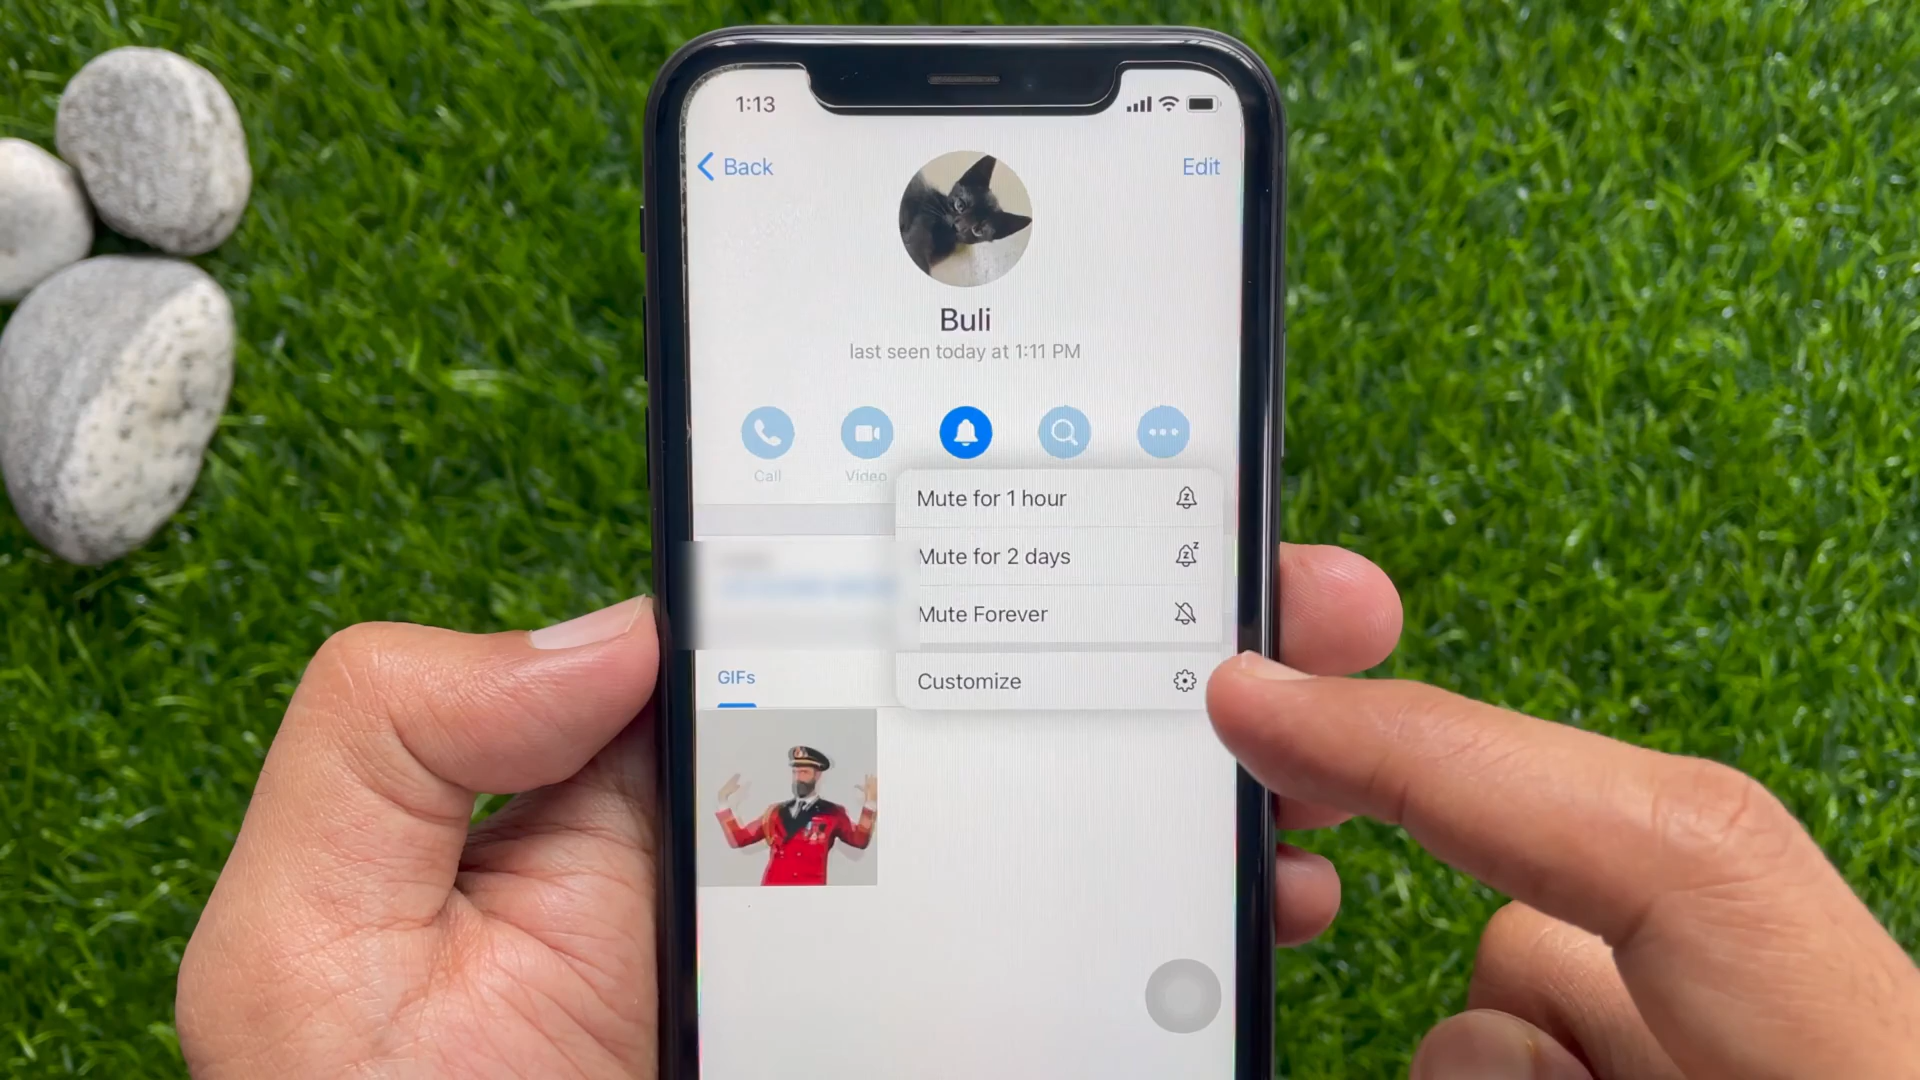 1:13
Back
Edit
Buli
last seen today at 1:11 PM
Call
Video
Mute for 1 hour
Mute for 2 days
Mute Forever
Customize
GIFs